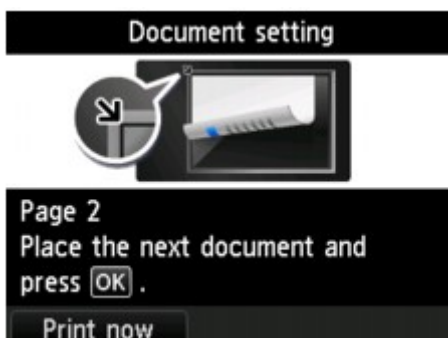 Document setting
Page 2
Place the next document and
press OK .
Print now